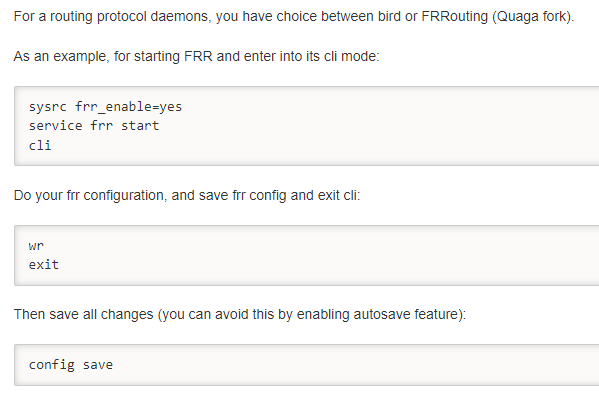 For a routing protocol daemons, you have choice between bird or FRRouting (Quaga fork).
As an example, for starting FRR and enter into its cli mode:
sysrc frr_enable=yes
service frr start
cli
Do your frr configuration, and save frr config and exit cli:
wr
exit
Then save all changes (you can avoid this by enabling autosave feature):
config save